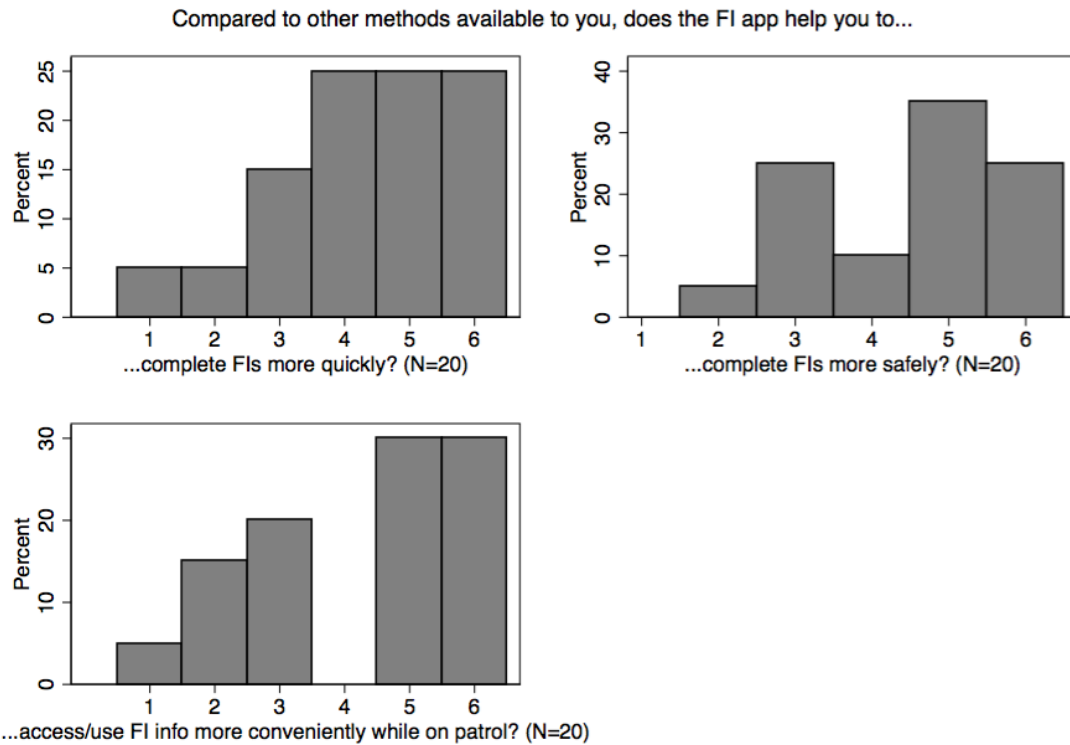 Compared to other methods available to you, does the FI app help you to...
Percent
25
20
15
10
5
0
1 2 3 4 5 6
...complete FIs more quickly? (N=20)
Percent
40
30
20
10
0
1 2 3 4 5 6
...complete FIs more safely? (N=20)
Percent
30
20
10
0
1 2 3 4 5 6
...access/use FI info more conveniently while on patrol? (N=20)